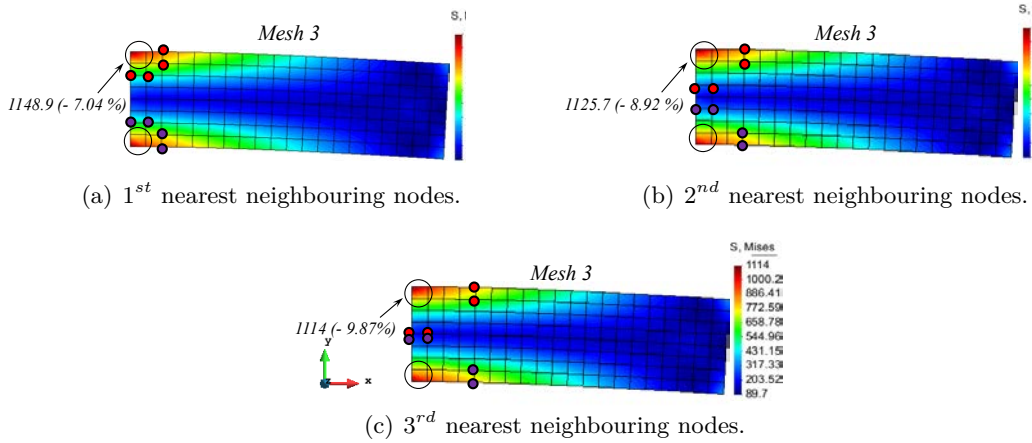 S,
Mesh 3
1148.9 (- 7.04 %)
(a) 1st nearest neighbouring nodes.
S,
Mesh 3
1125.7 (- 8.92 %)
(b) 2nd nearest neighbouring nodes.
S, Mises
1114
1000.25
886.41
772.59
658.78
544.96
431.15
317.33
203.52
89.7
Mesh 3
1114 (- 9.87%)
y
z
x
(c) 3rd nearest neighbouring nodes.